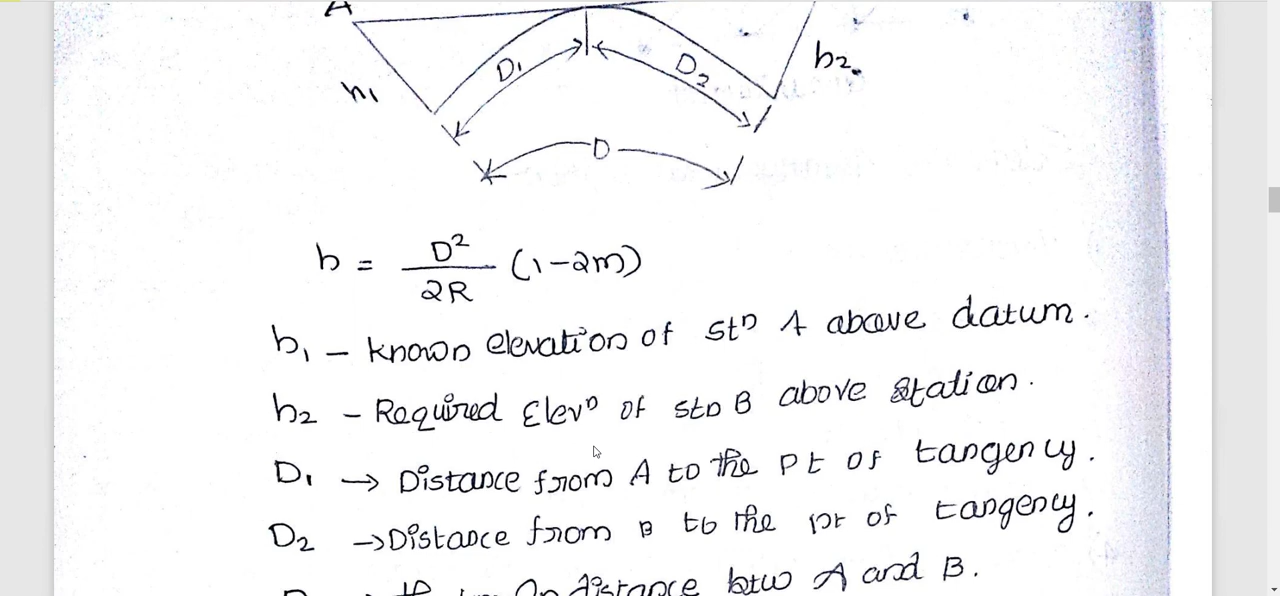 A
D1
D2
h2.
h1
D
h = D²/2R (1-2m)
h1 - known elevation of stn A above datum.
h2 - Required Elevn of stn B above station.
D1 → Distance from A to the pt of tangency.
D2 → Distance from B to the pt of tangency.
distance btw A and B.